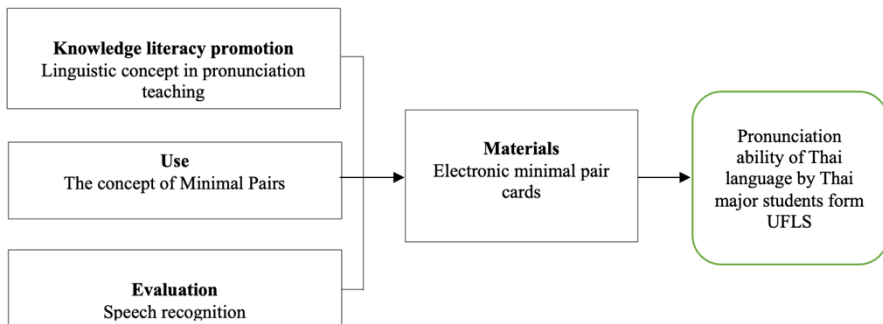 Knowledge literacy promotion
Linguistic concept in pronunciation
teaching
Use
The concept of Minimal Pairs
Evaluation
Speech recognition
Materials
Electronic minimal pair
cards
Pronunciation
ability of Thai
language by Thai
major students form
UFLS